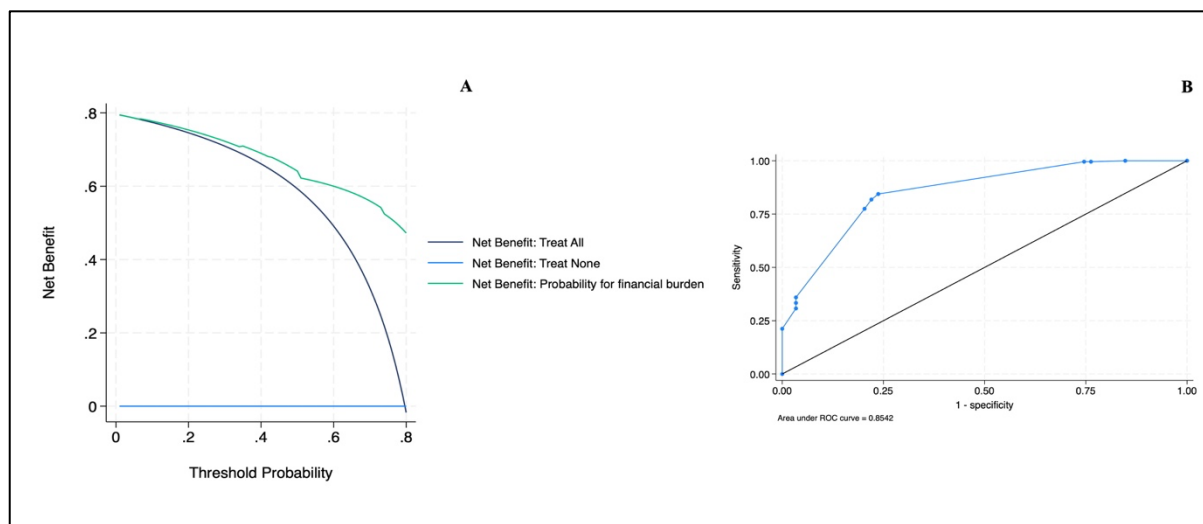 A
.8
.6
.4
.2
0
Net Benefit
0
.2
.4
.6
.8
Threshold Probability
Net Benefit: Treat All
Net Benefit: Treat None
Net Benefit: Probability for financial burden
B
1.00
0.75
0.50
0.25
0.00
Sensitivity
0.00
0.25
0.50
0.75
1.00
1 - specificity
Area under ROC curve = 0.8542